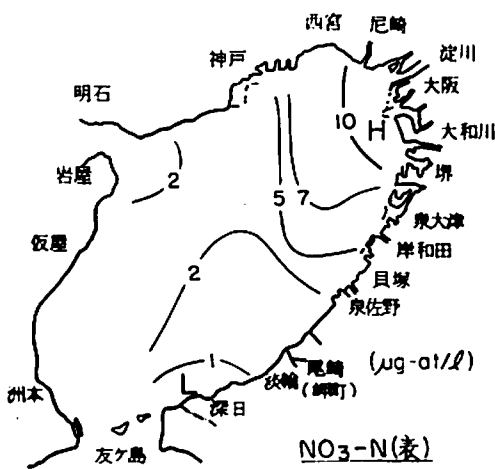 西宮
尼崎
淀川
神戸
大阪
明石
10
H
大和川
2
堺
岩屋
5
7
泉大津
仮屋
岸和田
2
貝塚
泉佐野
1
尾崎
(μg-at/l)
淡輪
(岬町)
L
深日
洲本
友ヶ島
NO₃-N(表)